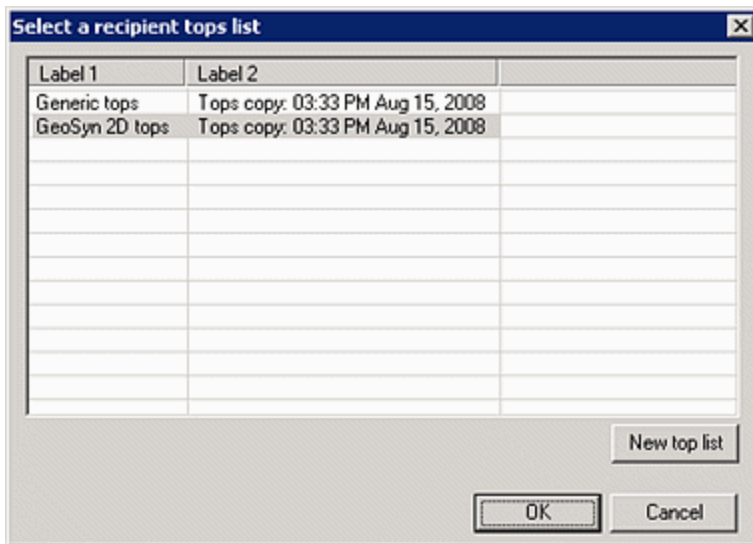 Select a recipient tops list
Label 1 Label 2
Generic tops Tops copy: 03:33 PM Aug 15, 2008
GeoSyn 2D tops Tops copy: 03:33 PM Aug 15, 2008
New top list
OK Cancel